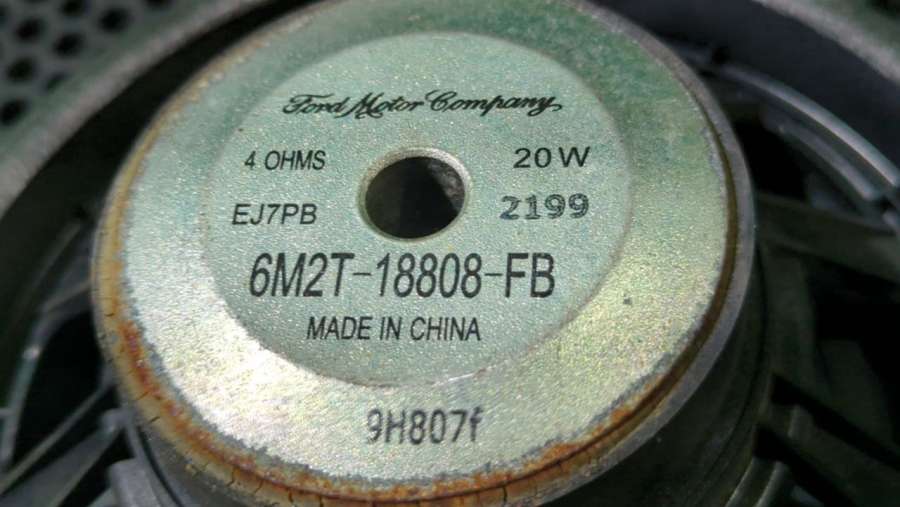 Ford Motor Company
4 OHMS 20W
EJ7PB 2199
6M2T-18808-FB
MADE IN CHINA
9H807f